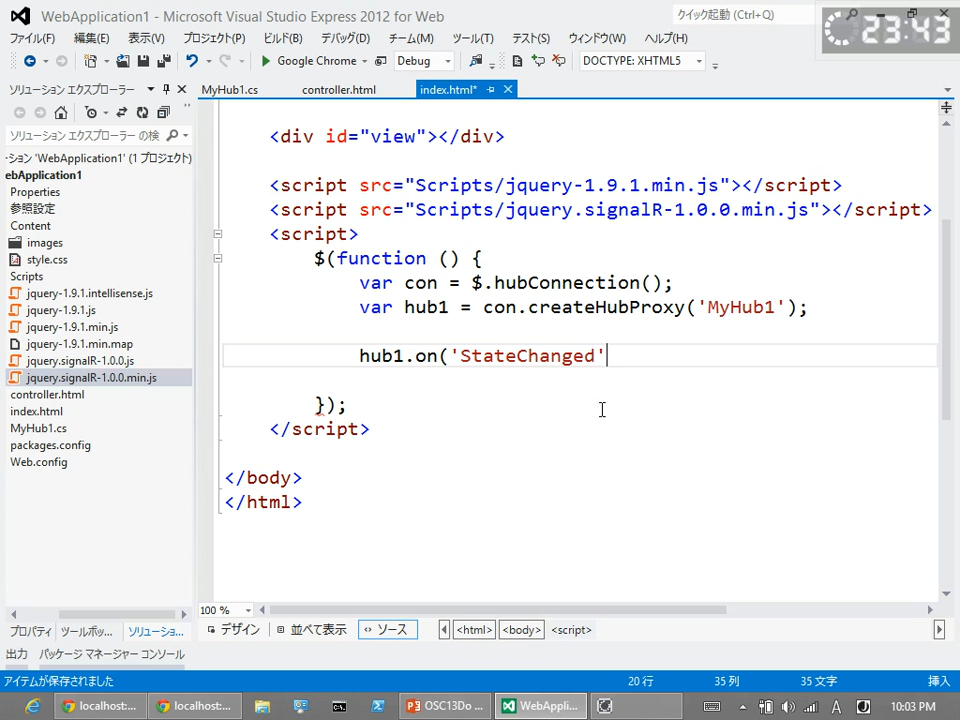 WebApplication1 - Microsoft Visual Studio Express 2012 for Web
クイック起動 (Ctrl+Q)
23:43
ファイル(F) 編集(E) 表示(V) プロジェクト(P) ビルド(B) デバッグ(D) チーム(M) ツール(T) テスト(S) ウィンドウ(W) ヘルプ(H)
Google Chrome Debug DOCTYPE: XHTML5
ソリューション エクスプローラー
MyHub1.cs controller.html index.html*
ソリューション エクスプローラー の検
ション 'WebApplication1' (1 プロジェクト)
ebApplication1
Properties
参照設定
Content
images
style.css
Scripts
jquery-1.9.1.intellisense.js
jquery-1.9.1.js
jquery-1.9.1.min.js
jquery-1.9.1.min.map
jquery.signalR-1.0.0.js
jquery.signalR-1.0.0.min.js
controller.html
index.html
MyHub1.cs
packages.config
Web.config
<div id="view"></div>
<script src="Scripts/jquery-1.9.1.min.js"></script>
<script src="Scripts/jquery.signalR-1.0.0.min.js"></script>
<script>
$(function () {
var con = $.hubConnection();
var hub1 = con.createHubProxy('MyHub1');
hub1.on('StateChanged'
});
</script>
</body>
</html>
100 %
プロパティ ツールボッ... ソリューショ...
デザイン 並べて表示 ソース <html> <body> <script>
出力 パッケージ マネージャー コンソール
アイテムが保存されました 20 行 35 列 35 文字 挿入
localhost:... localhost:... OSC13Do ... WebAppli... A 10:03 PM